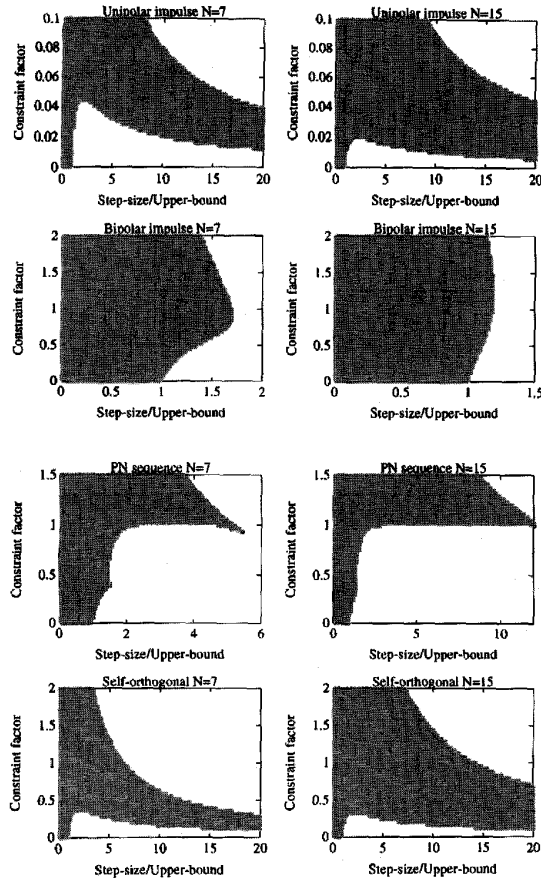 Unipolar impulse N=7
Constraint factor
0.1
0.08
0.06
0.04
0.02
0
0 5 10 15 20
Step-size/Upper-bound
Unipolar impulse N=15
Constraint factor
0.1
0.08
0.06
0.04
0.02
0
0 5 10 15 20
Step-size/Upper-bound
Bipolar impulse N=7
Constraint factor
2
1.5
1
0.5
0
0 0.5 1 1.5 2
Step-size/Upper-bound
Bipolar impulse N=15
Constraint factor
2
1.5
1
0.5
0
0 0.5 1 1.5
Step-size/Upper-bound
PN sequence N=7
Constraint factor
1.5
1
0.5
0
0 2 4 6
Step-size/Upper-bound
PN sequence N=15
Constraint factor
1.5
1
0.5
0
0 5 10
Step-size/Upper-bound
Self-orthogonal N=7
Constraint factor
2
1.5
1
0.5
0
0 5 10 15 20
Step-size/Upper-bound
Self-orthogonal N=15
Constraint factor
2
1.5
1
0.5
0
0 5 10 15 20
Step-size/Upper-bound